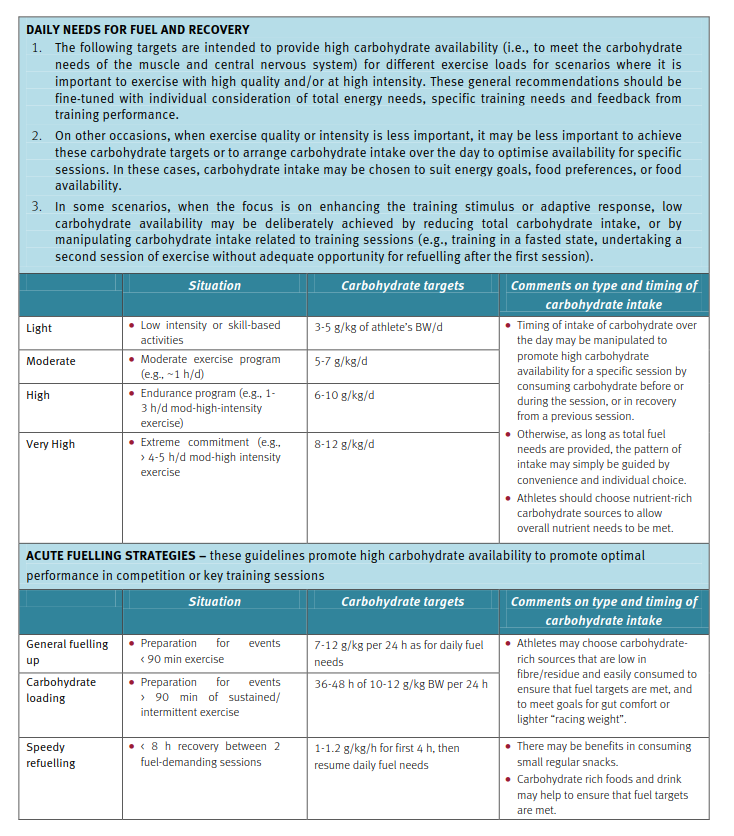 DAILY NEEDS FOR FUEL AND RECOVERY
1. The following targets are intended to provide high carbohydrate availability (i.e., to meet the carbohydrate
needs of the muscle and central nervous system) for different exercise loads for scenarios where it is
important to exercise with high quality and/or at high intensity. These general recommendations should be
fine-tuned with individual consideration of total energy needs, specific training needs and feedback from
training performance.
2. On other occasions, when exercise quality or intensity is less important, it may be less important to achieve
these carbohydrate targets or to arrange carbohydrate intake over the day to optimise availability for specific
sessions. In these cases, carbohydrate intake may be chosen to suit energy goals, food preferences, or food
availability.
3. In some scenarios, when the focus is on enhancing the training stimulus or adaptive response, low
carbohydrate availability may be deliberately achieved by reducing total carbohydrate intake, or by
manipulating carbohydrate intake related to training sessions (e.g., training in a fasted state, undertaking a
second session of exercise without adequate opportunity for refuelling after the first session).
Situation
Carbohydrate targets
Comments on type and timing of
carbohydrate intake
Light
• Low intensity or skill-based
activities
3-5 g/kg of athlete's BW/d
Moderate
• Moderate exercise program
(e.g., ~1 h/d)
5-7 g/kg/d
High
• Endurance program (e.g., 1-
3 h/d mod-high-intensity
exercise)
6-10 g/kg/d
Very High
• Extreme commitment (e.g.,
› 4-5 h/d mod-high intensity
exercise
8-12 g/kg/d
• Timing of intake of carbohydrate over
the day may be manipulated to
promote high carbohydrate
availability for a specific session by
consuming carbohydrate before or
during the session, or in recovery
from a previous session.
• Otherwise, as long as total fuel
needs are provided, the pattern of
intake may simply be guided by
convenience and individual choice.
• Athletes should choose nutrient-rich
carbohydrate sources to allow
overall nutrient needs to be met.
ACUTE FUELLING STRATEGIES – these guidelines promote high carbohydrate availability to promote optimal
performance in competition or key training sessions
Situation
Carbohydrate targets
Comments on type and timing of
carbohydrate intake
General fuelling
up
• Preparation for events
‹ 90 min exercise
7-12 g/kg per 24 h as for daily fuel
needs
Carbohydrate
loading
• Preparation for events
› 90 min of sustained/
intermittent exercise
36-48 h of 10-12 g/kg BW per 24 h
• Athletes may choose carbohydrate-
rich sources that are low in
fibre/residue and easily consumed to
ensure that fuel targets are met, and
to meet goals for gut comfort or
lighter "racing weight".
Speedy
refuelling
• ‹ 8 h recovery between 2
fuel-demanding sessions
1-1.2 g/kg/h for first 4 h, then
resume daily fuel needs
• There may be benefits in consuming
small regular snacks.
• Carbohydrate rich foods and drink
may help to ensure that fuel targets
are met.